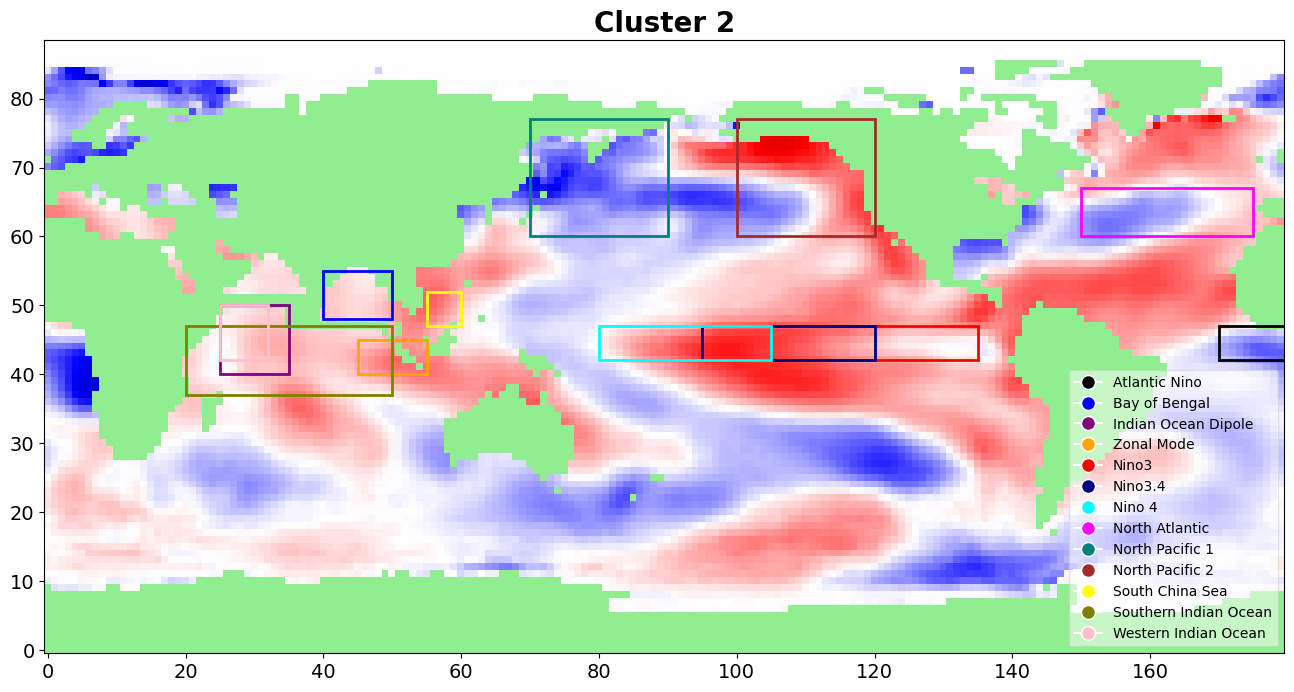 Cluster 2
80
70
60
50
40
30
20
10
0
0 20 40 60 80 100 120 140 160
Atlantic Nino
Bay of Bengal
Indian Ocean Dipole
Zonal Mode
Nino3
Nino3.4
Nino 4
North Atlantic
North Pacific 1
North Pacific 2
South China Sea
Southern Indian Ocean
Western Indian Ocean